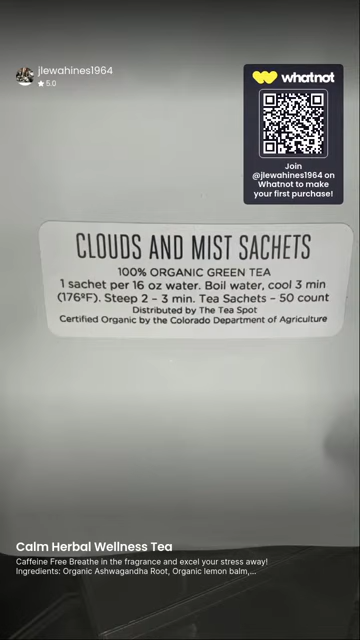 jlewahines1964
★ 5.0
whatnot
Join
@jlewahines1964 on
Whatnot to make
your first purchase!
CLOUDS AND MIST SACHETS
100% ORGANIC GREEN TEA
1 sachet per 16 oz water. Boil water, cool 3 min
(176ºF). Steep 2 – 3 min. Tea Sachets – 50 count
Distributed by The Tea Spot
Certified Organic by the Colorado Department of Agriculture
Calm Herbal Wellness Tea
Caffeine Free Breathe in the fragrance and excel your stress away!
Ingredients: Organic Ashwagandha Root, Organic lemon balm,...